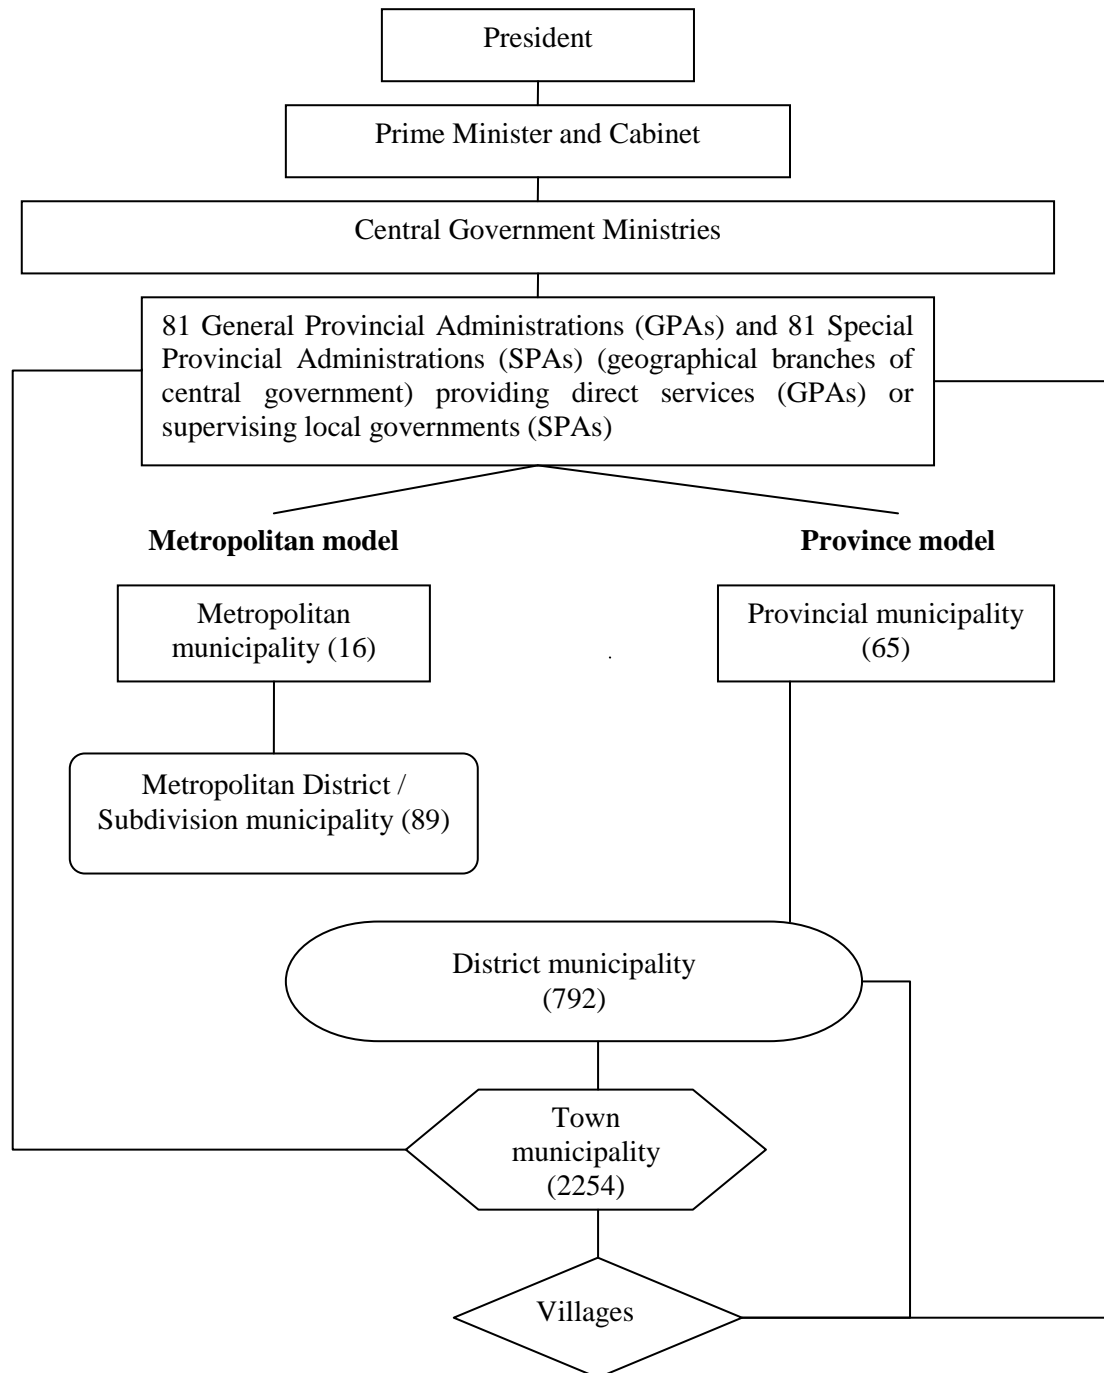 President
Prime Minister and Cabinet
Central Government Ministries
81 General Provincial Administrations (GPAs) and 81 Special
Provincial Administrations (SPAs) (geographical branches of
central government) providing direct services (GPAs) or
supervising local governments (SPAs)
Metropolitan model
Province model
Metropolitan
municipality (16)
Provincial municipality
(65)
Metropolitan District /
Subdivision municipality (89)
District municipality
(792)
Town
municipality
(2254)
Villages